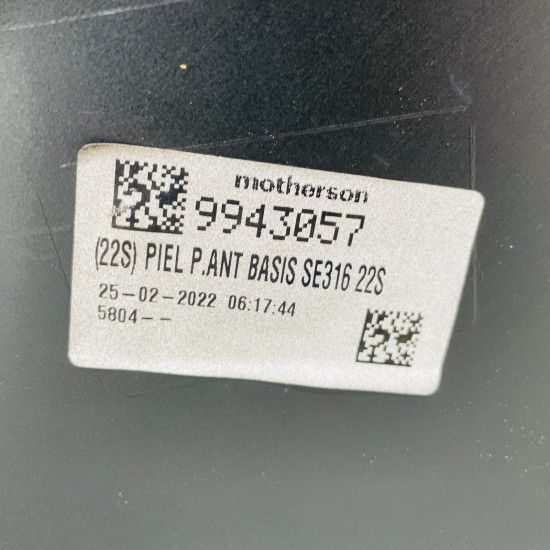 motherson
9943057
(22S) PIEL P.ANT BASIS SE316 22S
25-02-2022 06:17:44
5804--